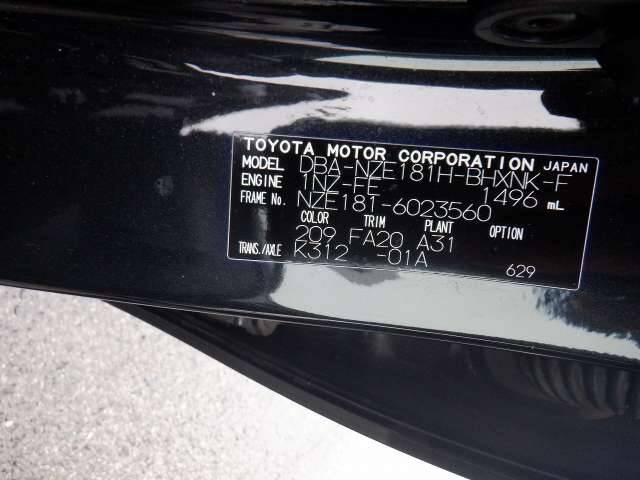 TOYOTA MOTOR CORPORATION JAPAN
MODEL DBA-NZE181H-BHXNK-F
ENGINE 1NZ-FE 1496 mL
FRAME No. NZE181-6023560
COLOR TRIM PLANT OPTION
209 FA20 A31
TRANS./AXLE K312 -01A
629